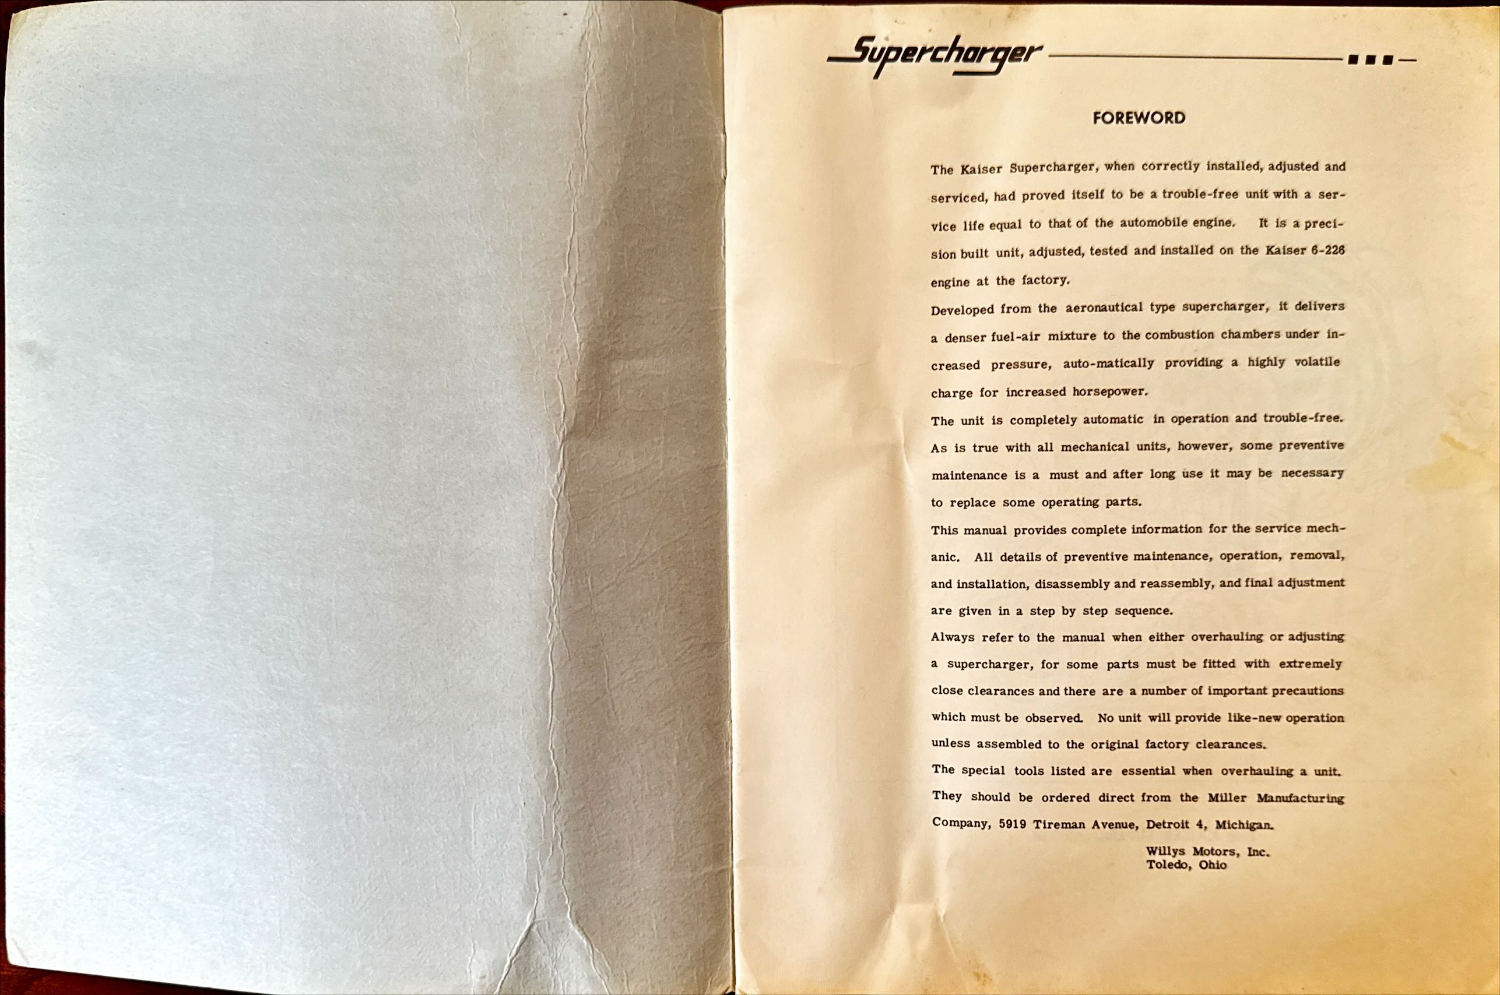 Supercharger
FOREWORD
The Kaiser Supercharger, when correctly installed, adjusted and
serviced, had proved itself to be a trouble-free unit with a ser-
vice life equal to that of the automobile engine. It is a preci-
sion built unit, adjusted, tested and installed on the Kaiser 6-226
engine at the factory.
Developed from the aeronautical type supercharger, it delivers
a denser fuel-air mixture to the combustion chambers under in-
creased pressure, auto-matically providing a highly volatile
charge for increased horsepower.
The unit is completely automatic in operation and trouble-free.
As is true with all mechanical units, however, some preventive
maintenance is a must and after long use it may be necessary
to replace some operating parts.
This manual provides complete information for the service mech-
anic. All details of preventive maintenance, operation, removal,
and installation, disassembly and reassembly, and final adjustment
are given in a step by step sequence.
Always refer to the manual when either overhauling or adjusting
a supercharger, for some parts must be fitted with extremely
close clearances and there are a number of important precautions
which must be observed. No unit will provide like-new operation
unless assembled to the original factory clearances.
The special tools listed are essential when overhauling a unit.
They should be ordered direct from the Miller Manufacturing
Company, 5919 Tireman Avenue, Detroit 4, Michigan.
Willys Motors, Inc.
Toledo, Ohio